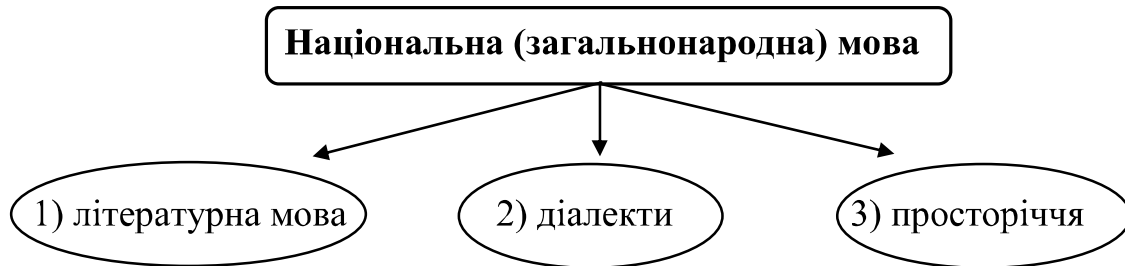 Національна (загальнонародна) мова
1) літературна мова
2) діалекти
3) просторіччя